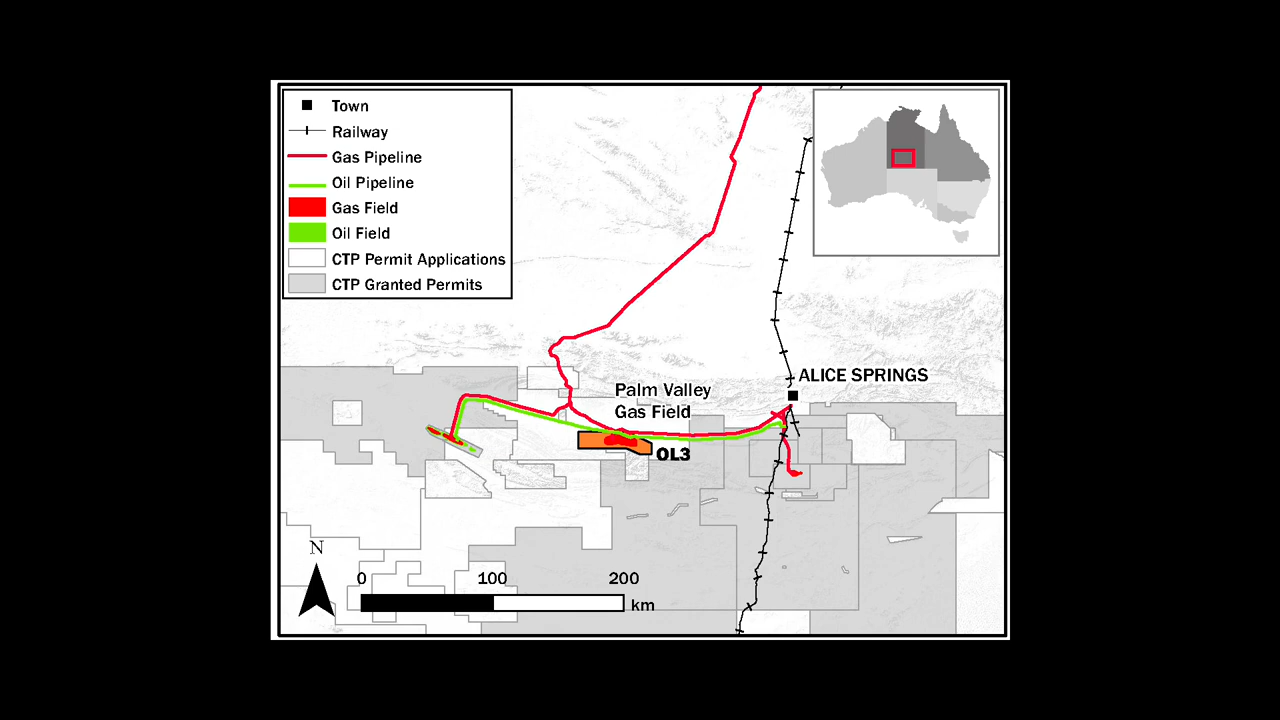 Town
Railway
Gas Pipeline
Oil Pipeline
Gas Field
Oil Field
CTP Permit Applications
CTP Granted Permits
ALICE SPRINGS
Palm Valley
Gas Field
OL3
N
0 100 200
km